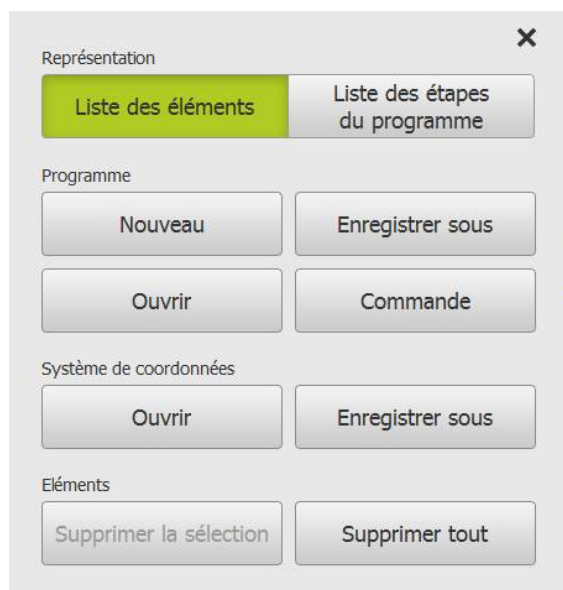 Représentation
Liste des éléments
Liste des étapes
du programme
Programme
Nouveau
Enregistrer sous
Ouvrir
Commande
Système de coordonnées
Ouvrir
Enregistrer sous
Eléments
Supprimer la sélection
Supprimer tout